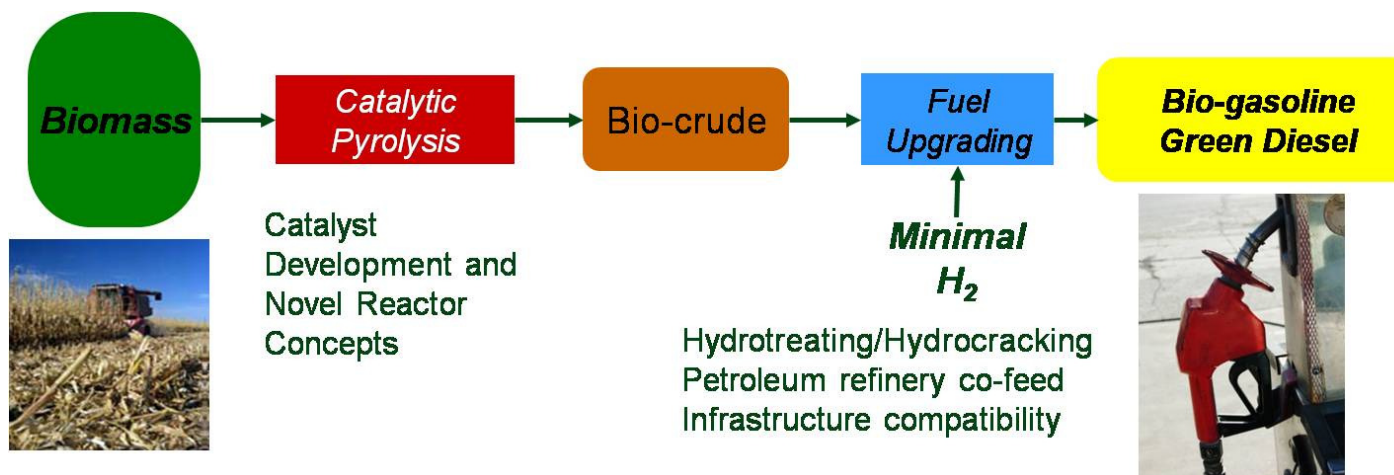 Biomass
Catalytic
Pyrolysis
Bio-crude
Fuel
Upgrading
Bio-gasoline
Green Diesel
Catalyst
Development and
Novel Reactor
Concepts
Minimal
H₂
Hydrotreating/Hydrocracking
Petroleum refinery co-feed
Infrastructure compatibility